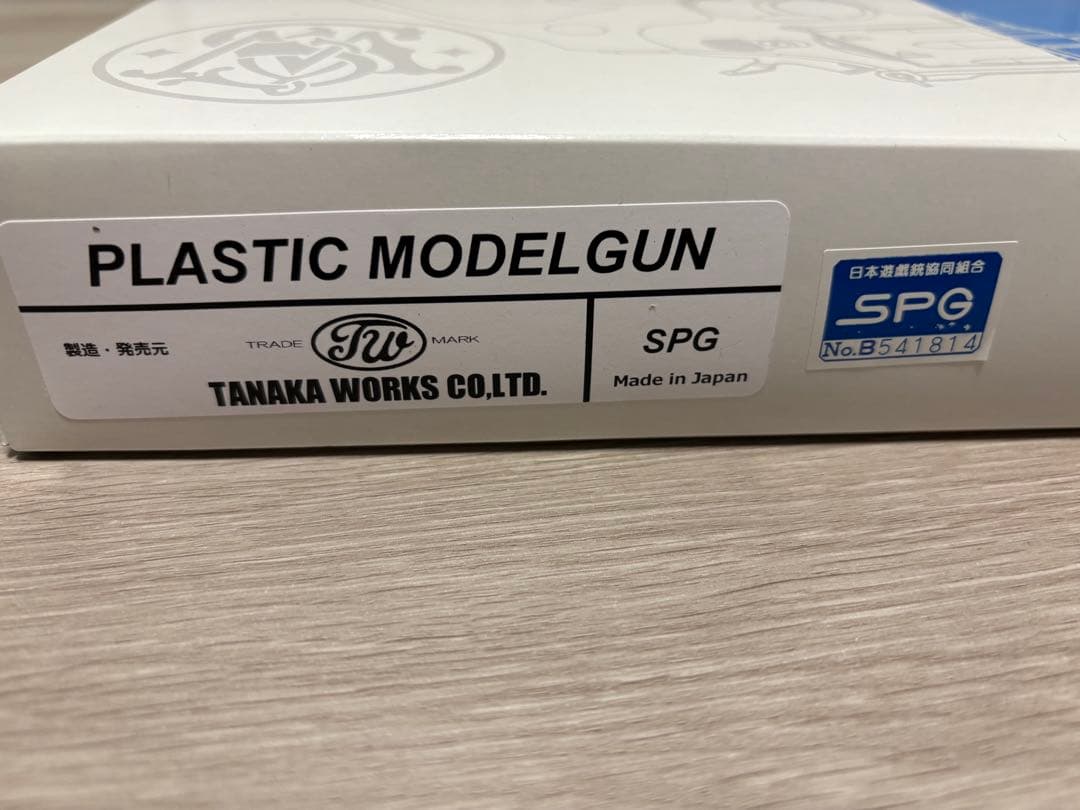 PLASTIC MODELGUN
製造・発売元
TRADE TW MARK
TANAKA WORKS CO,LTD.
SPG
Made in Japan
日本遊戯銃協同組合
SPG
No.B541814